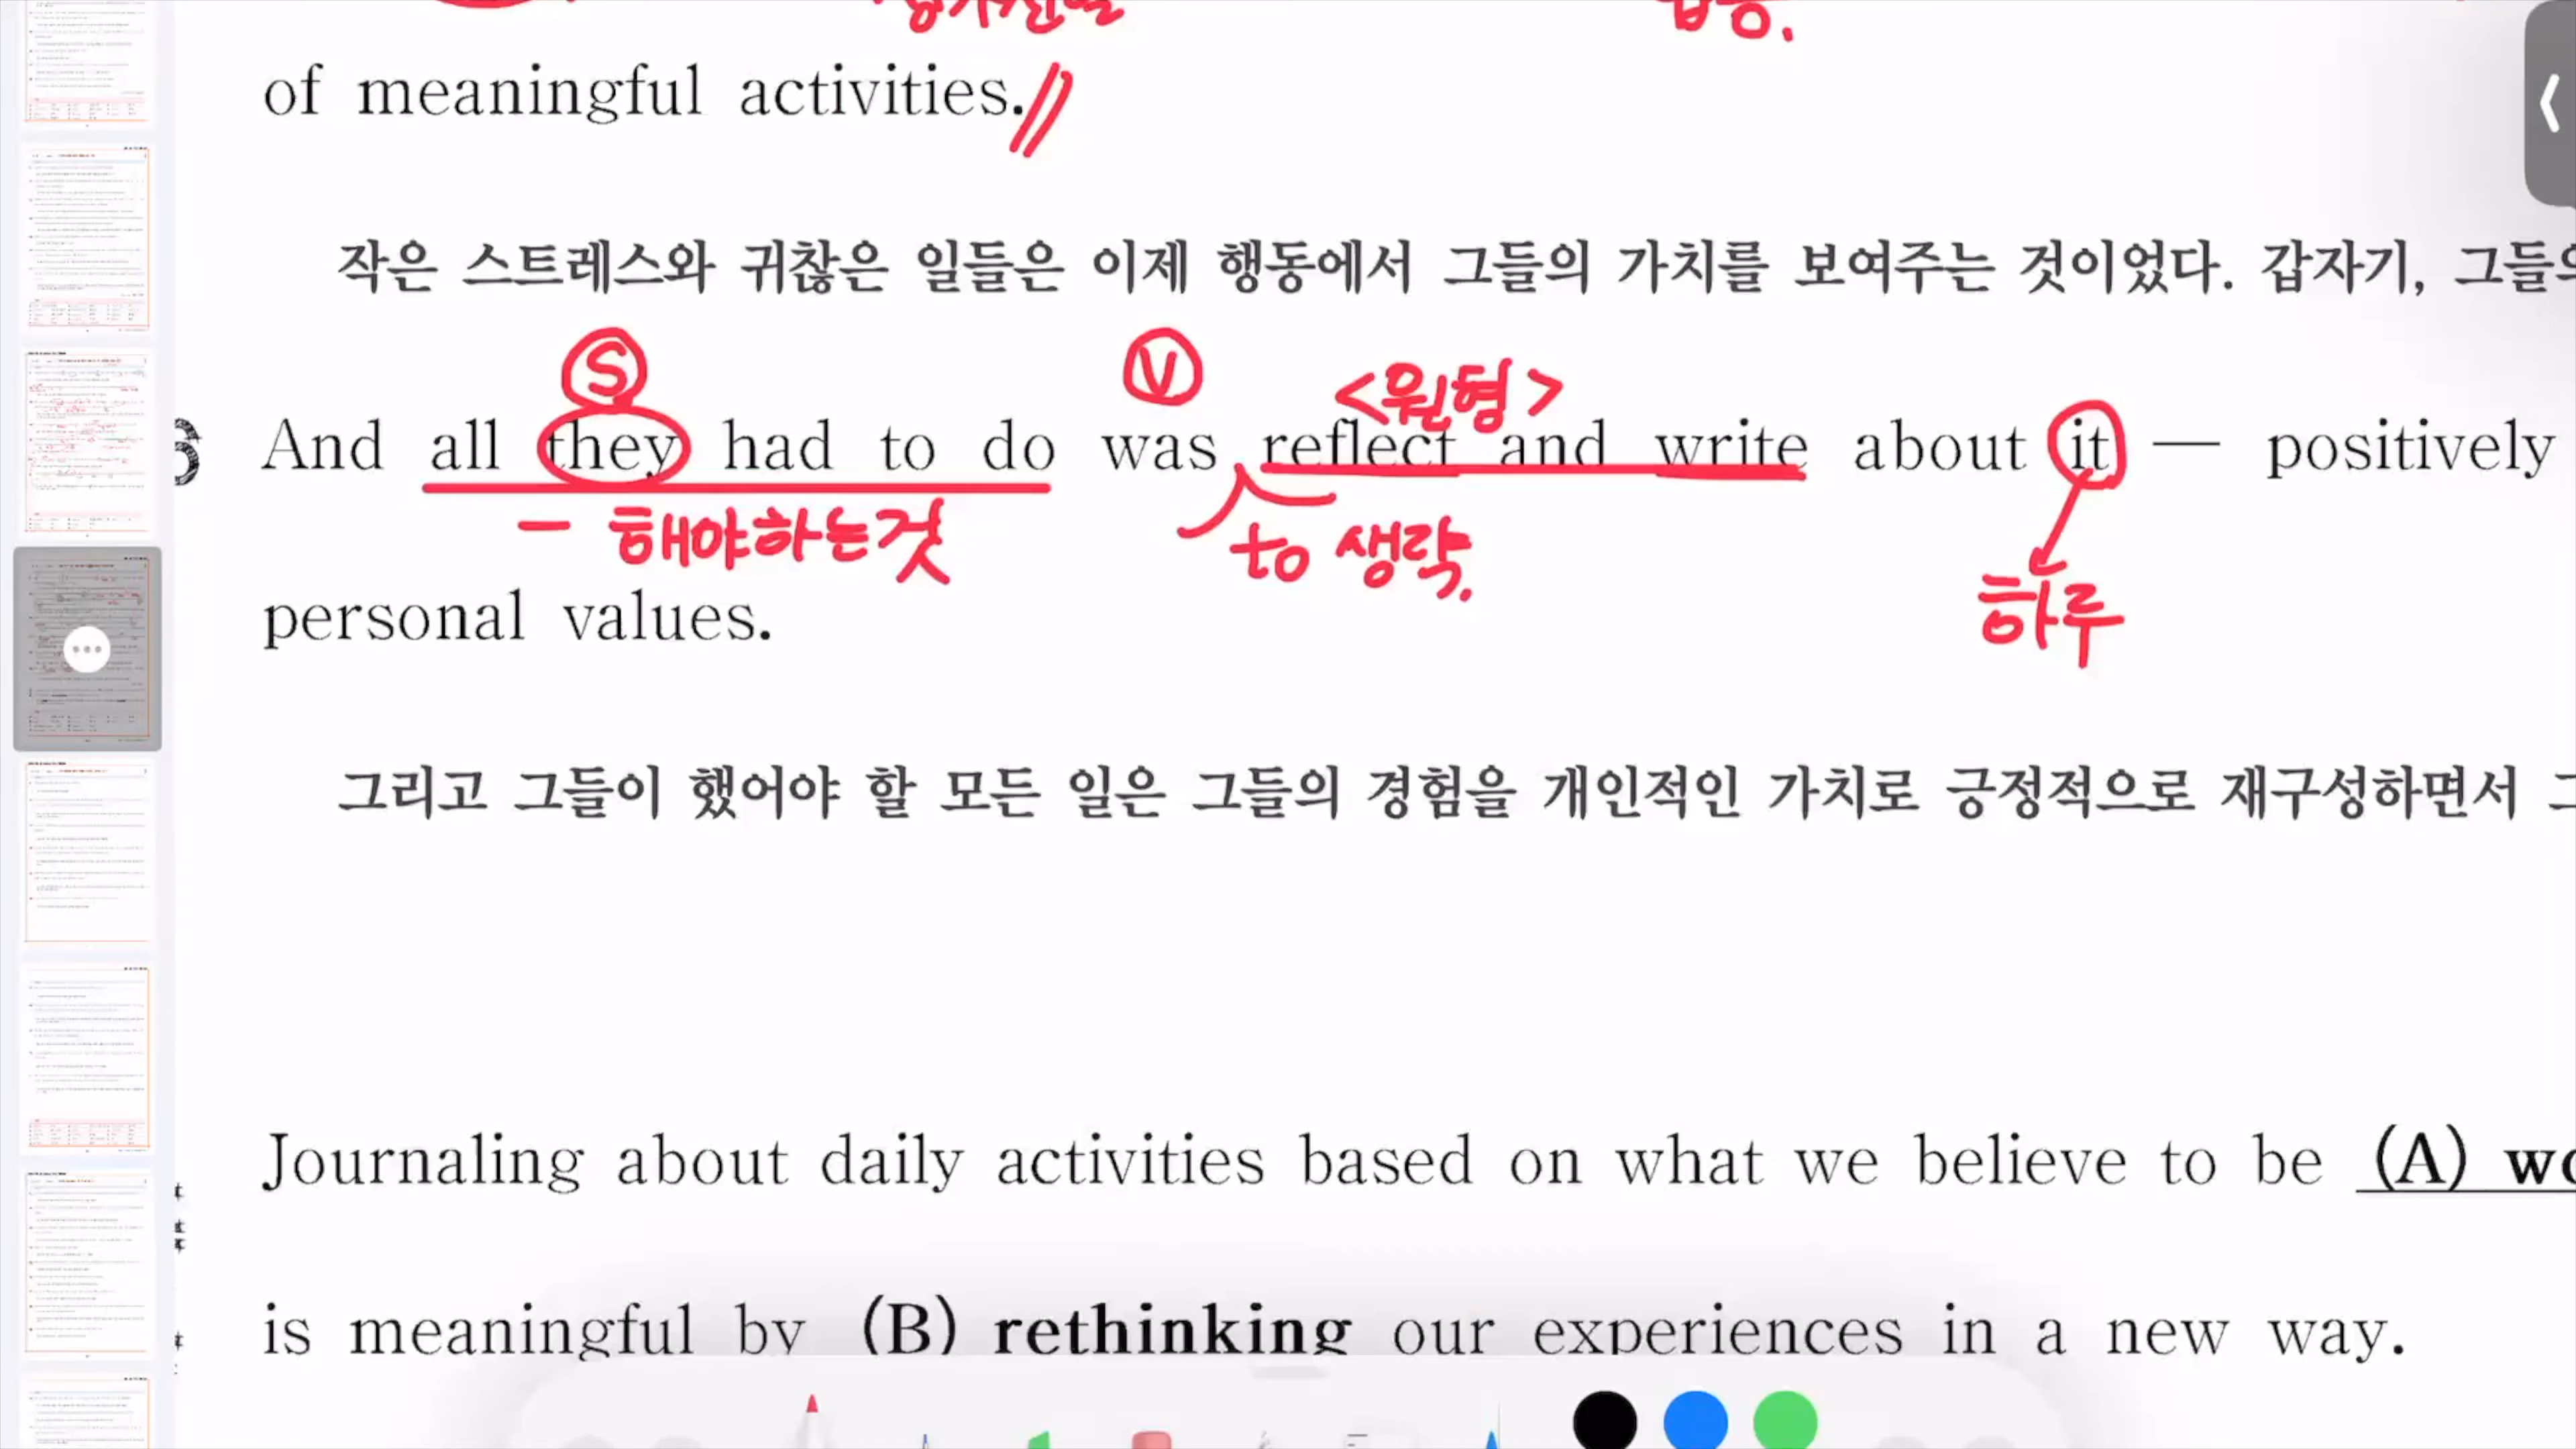 of meaningful activities.
작은 스트레스와 귀찮은 일들은 이제 행동에서 그들의 가치를 보여주는 것이었다. 갑자기,
S V <원형>
6 And all they had to do was reflect and write about it — positively
- 해야하는것 to 생략.
하루
personal values.
그리고 그들이 했어야 할 모든 일은 그들의 경험을 개인적인 가치로 긍정적으로 재구성하면서
Journaling about daily activities based on what we believe to be (A)
is meaningful by (B) rethinking our experiences in a new way.